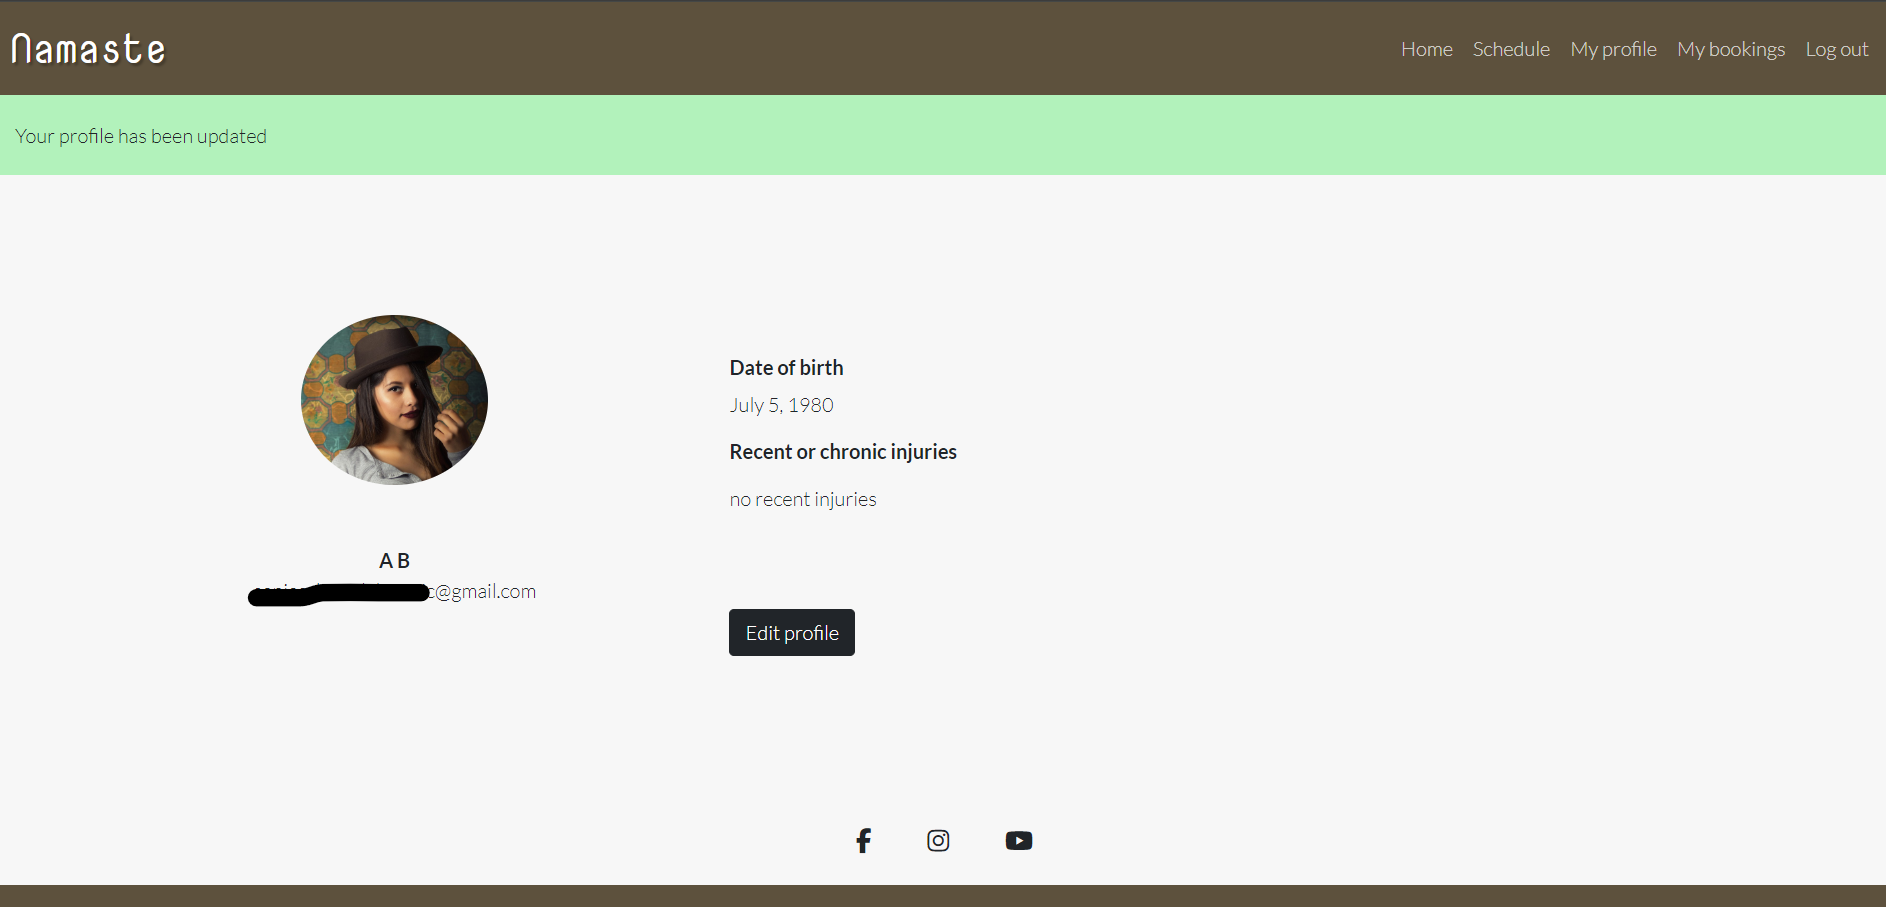 Namaste
Home Schedule My profile My bookings Log out
Your profile has been updated
Date of birth
July 5, 1980
Recent or chronic injuries
no recent injuries
A B
c@gmail.com
Edit profile